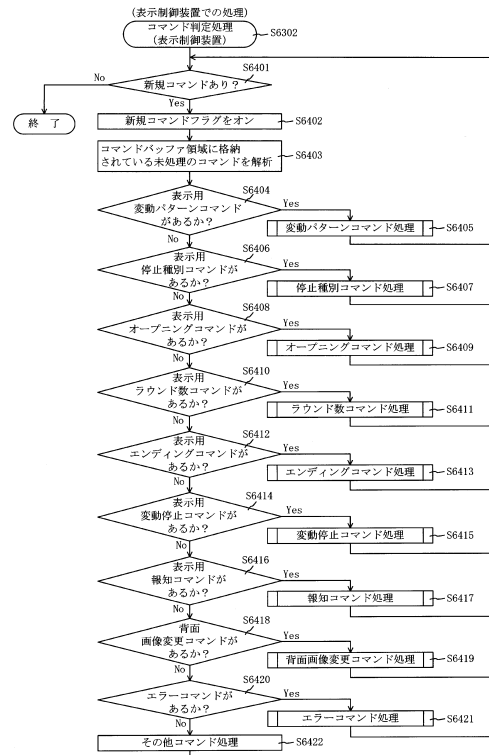 (表示制御装置での処理)
コマンド判定処理
(表示制御装置)
S6302
S6401
No
新規コマンドあり？
Yes
終 了
新規コマンドフラグをオン
S6402
コマンドバッファ領域に格納
されている未処理のコマンドを解析
S6403
S6404
表示用
変動パターンコマンド
があるか？
Yes
No
変動パターンコマンド処理
S6405
S6406
表示用
停止種別コマンドが
あるか？
Yes
No
停止種別コマンド処理
S6407
S6408
表示用
オープニングコマンドが
あるか？
Yes
No
オープニングコマンド処理
S6409
S6410
表示用
ラウンド数コマンドが
あるか？
Yes
No
ラウンド数コマンド処理
S6411
S6412
表示用
エンディングコマンドが
あるか？
Yes
No
エンディングコマンド処理
S6413
S6414
表示用
変動停止コマンドが
あるか？
Yes
No
変動停止コマンド処理
S6415
S6416
表示用
報知コマンドが
あるか？
Yes
No
報知コマンド処理
S6417
S6418
背面
画像変更コマンドが
あるか？
Yes
No
背面画像変更コマンド処理
S6419
S6420
エラーコマンドが
あるか？
Yes
No
エラーコマンド処理
S6421
その他コマンド処理
S6422